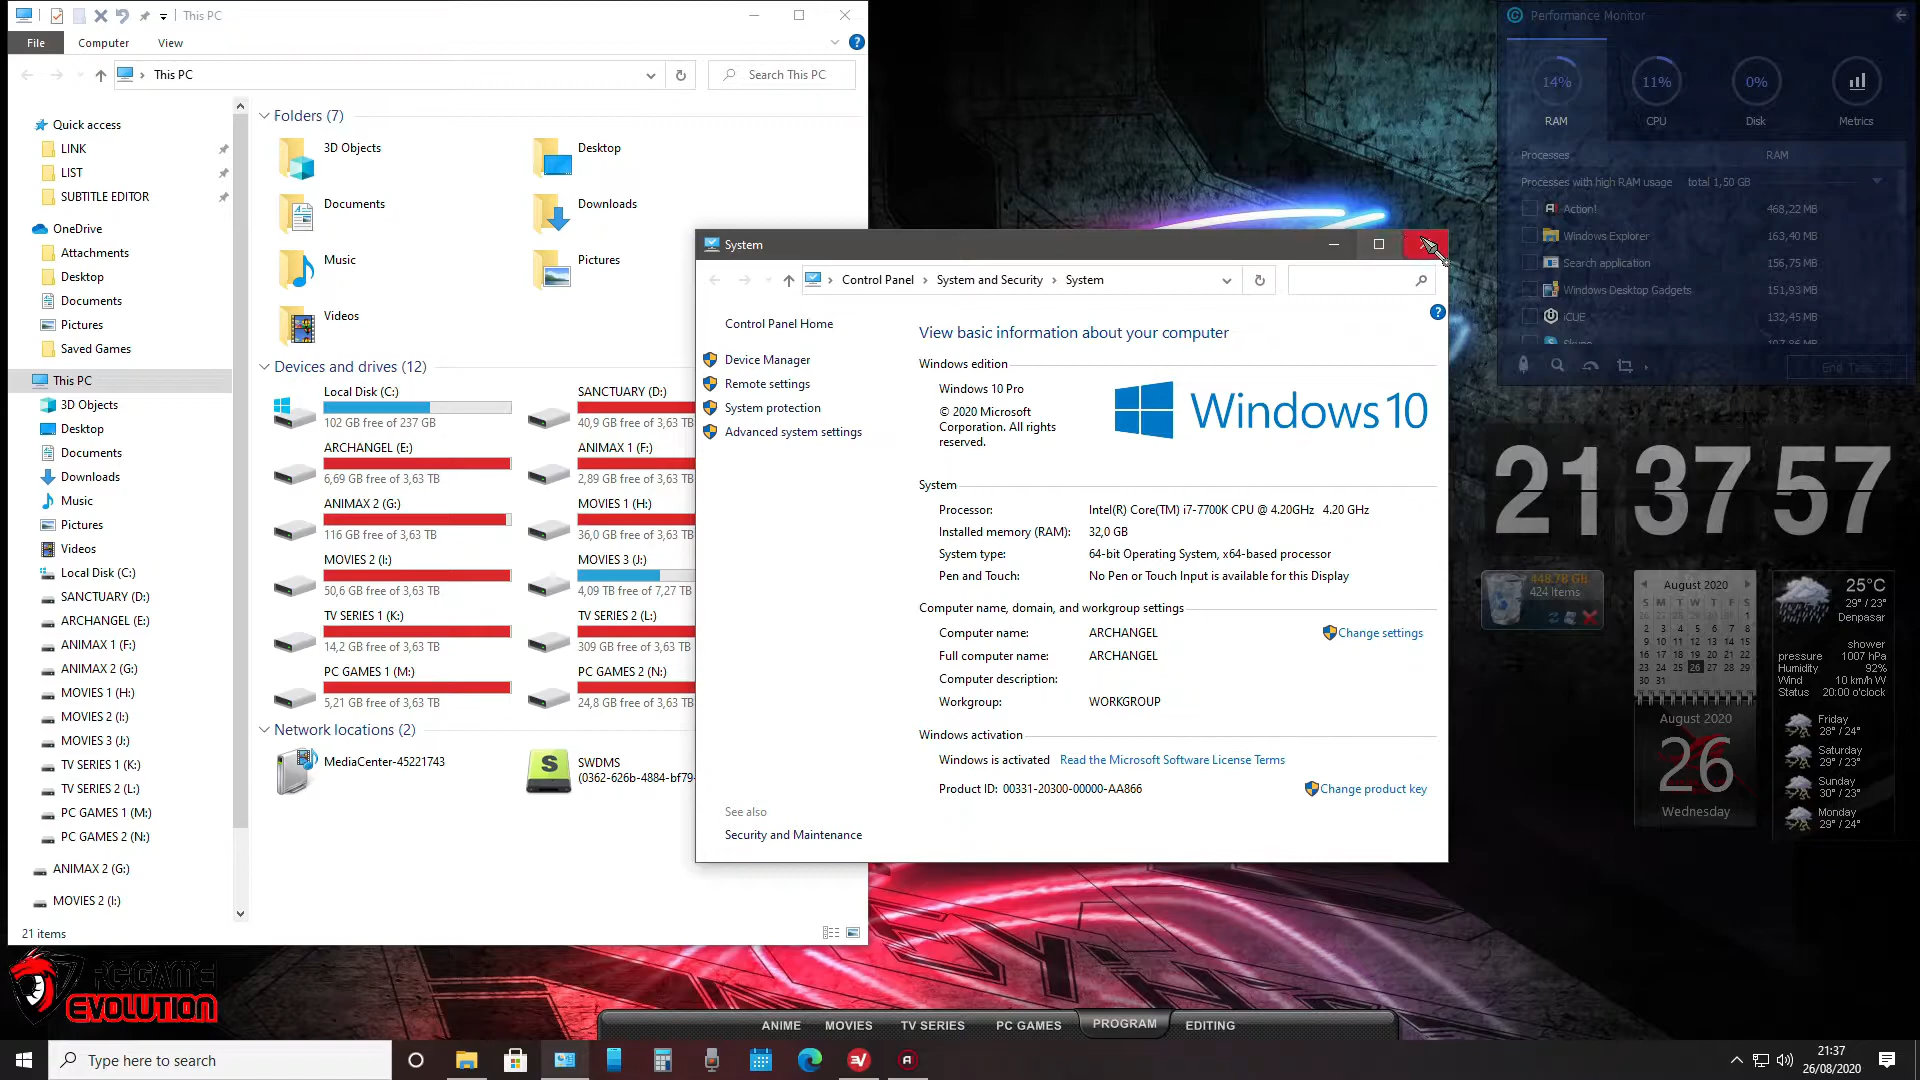 This PC
File
Computer
View
This PC
Search This PC
Quick access
LINK
LIST
SUBTITLE EDITOR
OneDrive
Attachments
Desktop
Documents
Pictures
Saved Games
This PC
3D Objects
Desktop
Documents
Downloads
Music
Pictures
Videos
Local Disk (C:)
SANCTUARY (D:)
ARCHANGEL (E:)
ANIMAX 1 (F:)
ANIMAX 2 (G:)
MOVIES 1 (H:)
MOVIES 2 (I:)
MOVIES 3 (J:)
TV SERIES 1 (K:)
TV SERIES 2 (L:)
PC GAMES 1 (M:)
PC GAMES 2 (N:)
ANIMAX 2 (G:)
MOVIES 2 (I:)
21 items
Folders (7)
3D Objects
Desktop
Documents
Downloads
Music
Pictures
Videos
Devices and drives (12)
Local Disk (C:)
102 GB free of 237 GB
SANCTUARY (D:)
40,9 GB free of 3,63 TB
ARCHANGEL (E:)
6,69 GB free of 3,63 TB
ANIMAX 1 (F:)
2,89 GB free of 3,63 TB
ANIMAX 2 (G:)
116 GB free of 3,63 TB
MOVIES 1 (H:)
36,0 GB free of 3,63 TB
MOVIES 2 (I:)
50,6 GB free of 3,63 TB
MOVIES 3 (J:)
4,09 TB free of 7,27 TB
TV SERIES 1 (K:)
14,2 GB free of 3,63 TB
TV SERIES 2 (L:)
309 GB free of 3,63 TB
PC GAMES 1 (M:)
5,21 GB free of 3,63 TB
PC GAMES 2 (N:)
24,8 GB free of 3,63 TB
Network locations (2)
MediaCenter-45221743
SWDMS
(0362-626b-4884-bf79-
System
Control Panel
System and Security
System
Control Panel Home
Device Manager
Remote settings
System protection
Advanced system settings
See also
Security and Maintenance
View basic information about your computer
Windows edition
Windows 10 Pro
© 2020 Microsoft
Corporation. All rights
reserved.
Windows 10
System
Processor: Intel(R) Core(TM) i7-7700K CPU @ 4.20GHz 4.20 GHz
Installed memory (RAM): 32,0 GB
System type: 64-bit Operating System, x64-based processor
Pen and Touch: No Pen or Touch Input is available for this Display
Computer name, domain, and workgroup settings
Computer name: ARCHANGEL Change settings
Full computer name: ARCHANGEL
Computer description:
Workgroup: WORKGROUP
Windows activation
Windows is activated Read the Microsoft Software License Terms
Product ID: 00331-20300-00000-AA866 Change product key
Performance Monitor
14% 11% 0%
RAM CPU Disk Metrics
Processes RAM
Processes with high RAM usage total 1,50 GB
Action! 468,22 MB
Windows Explorer 163,40 MB
Search application 156,75 MB
Windows Desktop Gadgets 151,93 MB
iCUE 132,45 MB
Skype 107,86 MB
21 37 57
448.78 GB
424 Items
August 2020
S M T W T F S
1
2 3 4 5 6 7 8
9 10 11 12 13 14 15
16 17 18 19 20 21 22
23 24 25 26 27 28 29
30 31
August 2020
26
Wednesday
25°C
29° / 23°
Denpasar
shower
pressure 1007 hPa
Humidity 92%
Wind 10 km/h W
Status 20:00 o'clock
Friday
28° / 24°
Saturday
29° / 23°
Sunday
30° / 23°
Monday
29° / 24°
PCGAME
EVOLUTION
ANIME
MOVIES
TV SERIES
PC GAMES
PROGRAM
EDITING
Type here to search
21:37
26/08/2020